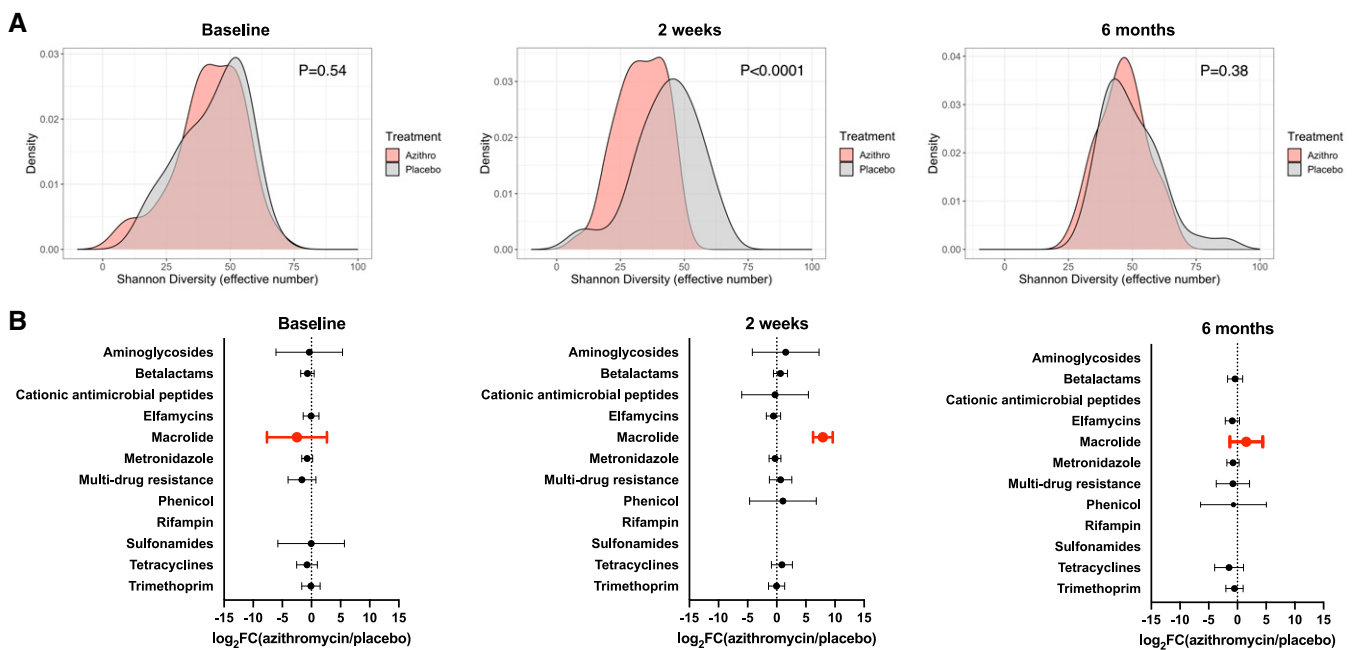 A
Baseline
P=0.54
0.03
0.02
0.01
0.00
Density
0 25 50 75 100
Shannon Diversity (effective number)
Treatment
Azithro
Placebo
2 weeks
P<0.0001
0.03
0.02
0.01
0.00
Density
0 25 50 75 100
Shannon Diversity (effective number)
Treatment
Azithro
Placebo
6 months
P=0.38
0.04
0.03
0.02
0.01
0.00
Density
0 25 50 75 100
Shannon Diversity (effective number)
Treatment
Azithro
Placebo
B
Baseline
Aminoglycosides
Betalactams
Cationic antimicrobial peptides
Elfamycins
Macrolide
Metronidazole
Multi-drug resistance
Phenicol
Rifampin
Sulfonamides
Tetracyclines
Trimethoprim
-15 -10 -5 0 5 10 15
log₂FC(azithromycin/placebo)
2 weeks
Aminoglycosides
Betalactams
Cationic antimicrobial peptides
Elfamycins
Macrolide
Metronidazole
Multi-drug resistance
Phenicol
Rifampin
Sulfonamides
Tetracyclines
Trimethoprim
-15 -10 -5 0 5 10 15
log₂FC(azithromycin/placebo)
6 months
Aminoglycosides
Betalactams
Cationic antimicrobial peptides
Elfamycins
Macrolide
Metronidazole
Multi-drug resistance
Phenicol
Rifampin
Sulfonamides
Tetracyclines
Trimethoprim
-15 -10 -5 0 5 10 15
log₂FC(azithromycin/placebo)